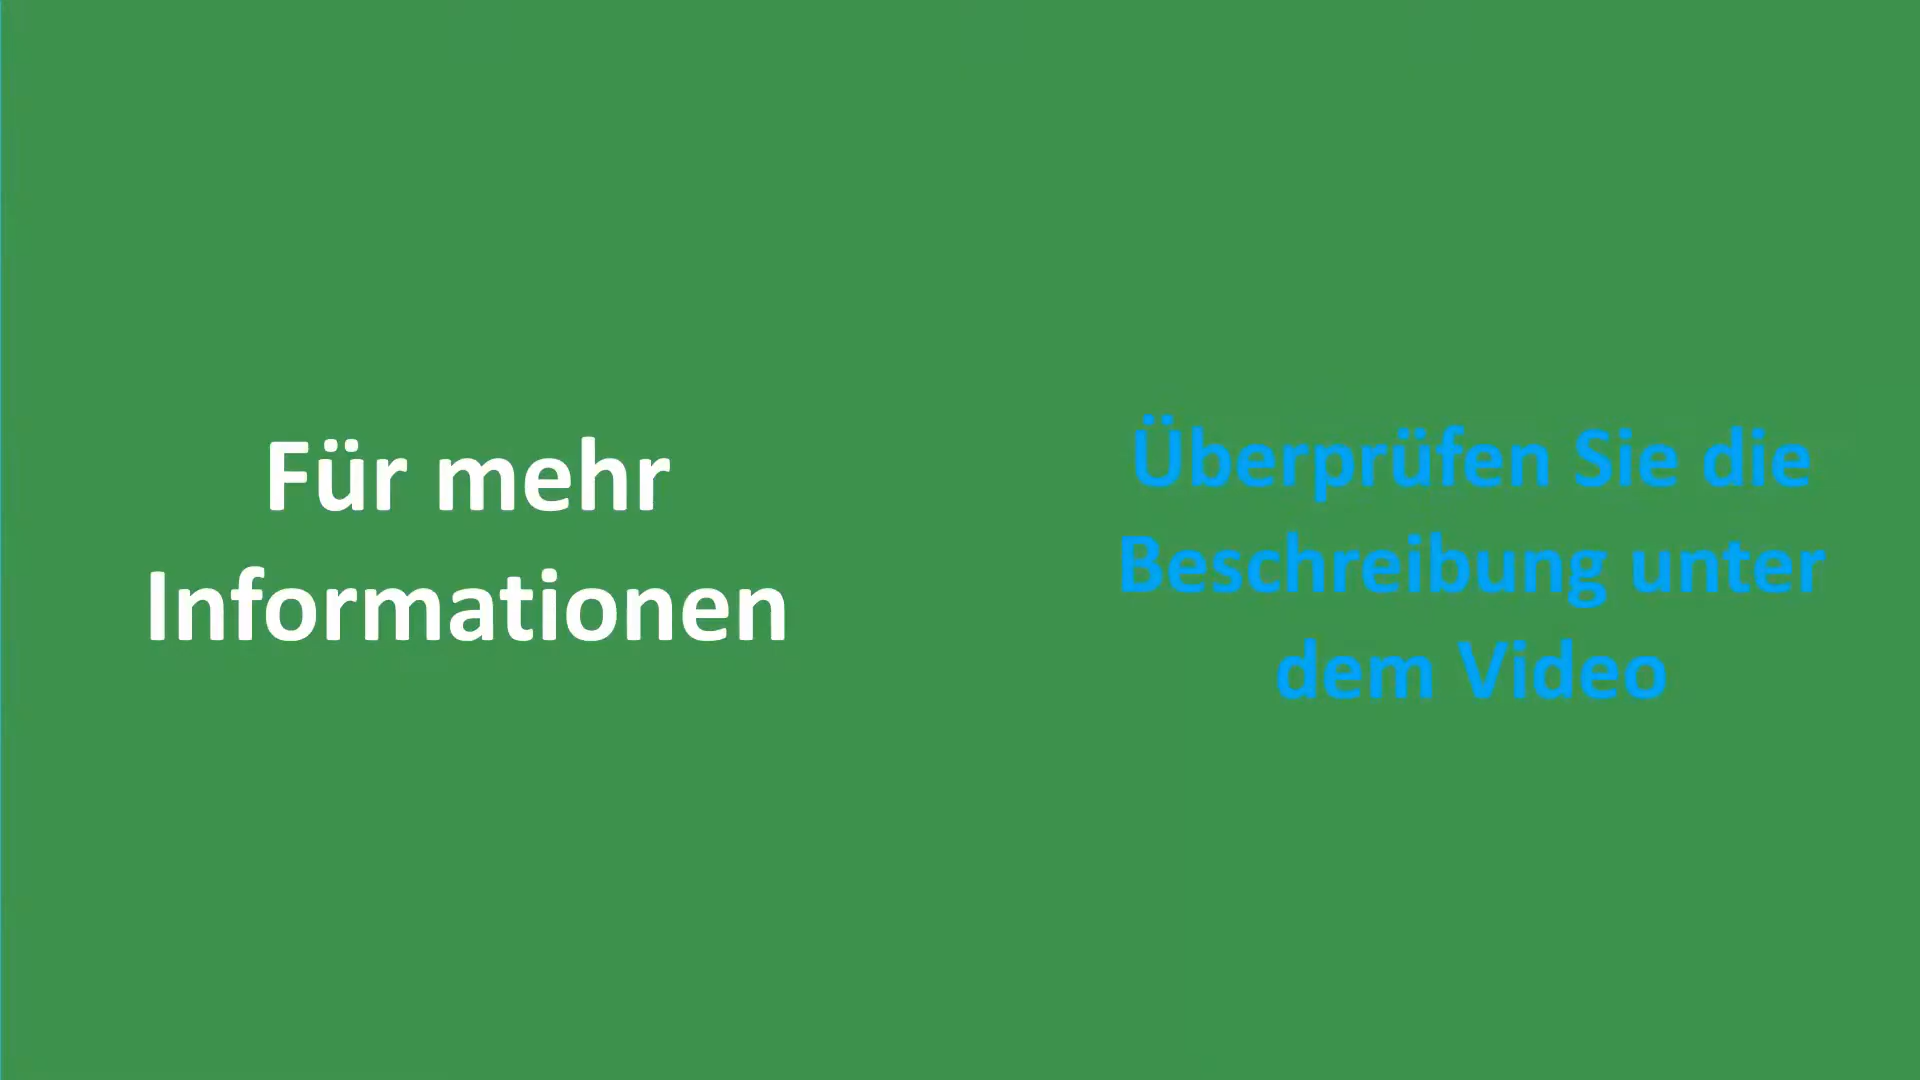 Für mehr
Informationen
Überprüfen Sie die
Beschreibung unter
dem Video